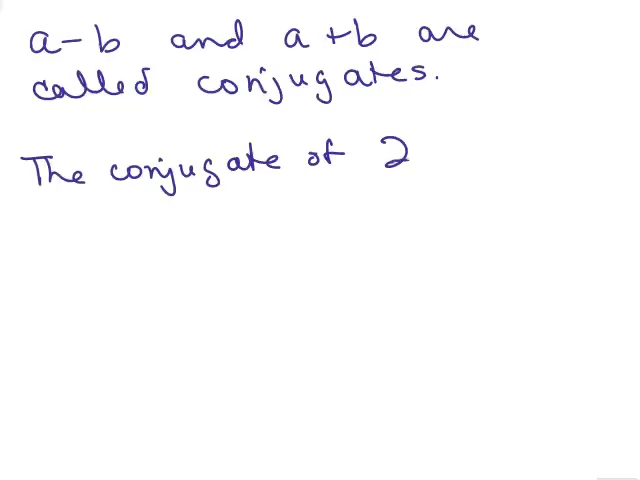 a-b and a+b are
called conjugates.
The conjugate of 2